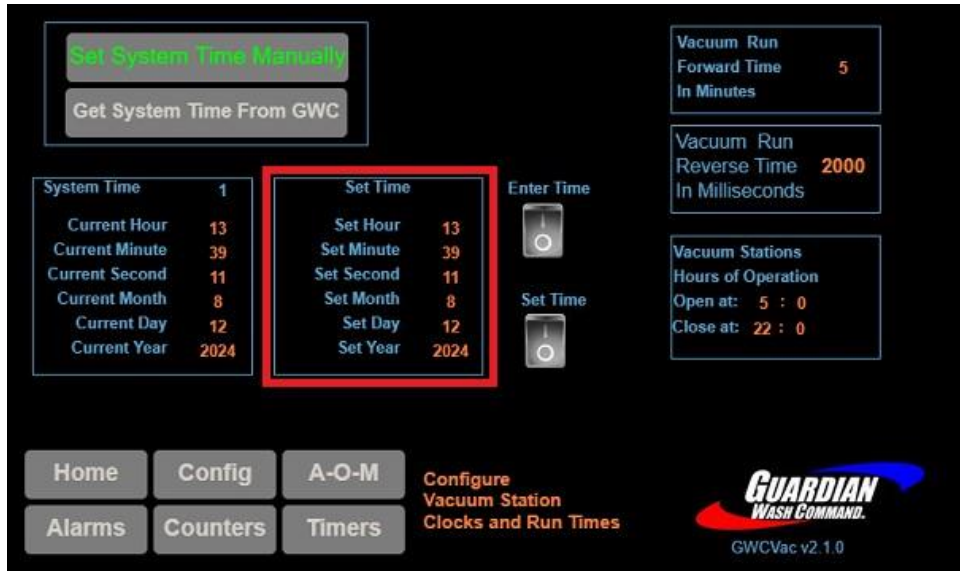 Set System Time Manually
Get System Time From GWC
Vacuum Run
Forward Time 5
In Minutes
Vacuum Run
Reverse Time 2000
In Milliseconds
System Time 1
Current Hour 13
Current Minute 39
Current Second 11
Current Month 8
Current Day 12
Current Year 2024
Set Time
Set Hour 13
Set Minute 39
Set Second 11
Set Month 8
Set Day 12
Set Year 2024
Enter Time
Set Time
Vacuum Stations
Hours of Operation
Open at: 5 : 0
Close at: 22 : 0
Home Config A-O-M
Alarms Counters Timers
Configure
Vacuum Station
Clocks and Run Times
GUARDIAN
WASH COMMAND.
GWCVac v2.1.0